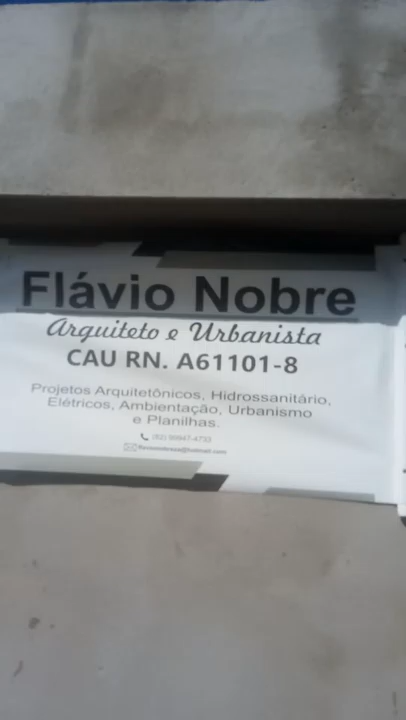 Flávio Nobre
Arquiteto e Urbanista
CAU RN. A61101-8
Projetos Arquitetônicos, Hidrossanitário,
Elétricos, Ambientação, Urbanismo
e Planilhas.